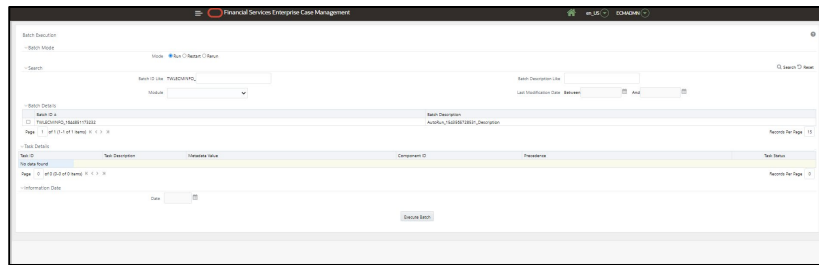 Financial Services Enterprise Case Management en_US ECMADMN
Batch Execution
Batch Mode
Mode Run Restart Rerun
Search Search Reset
Batch ID Like TWLECMINFO_ Batch Description Like
Module Last Modification Date Between And
Batch Details
Batch ID Batch Description
Page 1 of 1 (1-1 of 1 items) Records Per Page 15
Task Details
Task ID Task Description Metadata Value Component ID Precedence Task Status
No data found
Page 0 of 0 (0-0 of 0 items) Records Per Page
Information Date
Date
Execute Batch